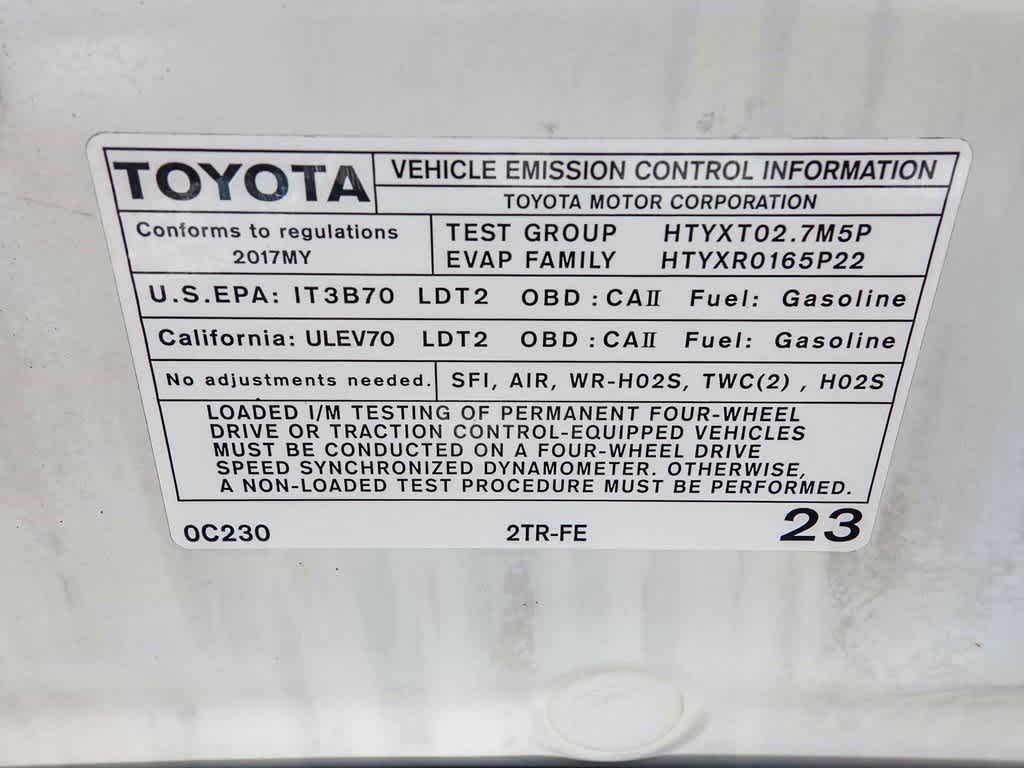 TOYOTA
VEHICLE EMISSION CONTROL INFORMATION
TOYOTA MOTOR CORPORATION
Conforms to regulations
2017MY
TEST GROUP HTYXT02.7M5P
EVAP FAMILY HTYXR0165P22
U.S.EPA: IT3B70 LDT2 OBD : CAII Fuel: Gasoline
California: ULEV70 LDT2 OBD : CAII Fuel: Gasoline
No adjustments needed.
SFI, AIR, WR-HO2S, TWC(2) , HO2S
LOADED I/M TESTING OF PERMANENT FOUR-WHEEL
DRIVE OR TRACTION CONTROL-EQUIPPED VEHICLES
MUST BE CONDUCTED ON A FOUR-WHEEL DRIVE
SPEED SYNCHRONIZED DYNAMOMETER. OTHERWISE,
A NON-LOADED TEST PROCEDURE MUST BE PERFORMED.
0C230 2TR-FE 23